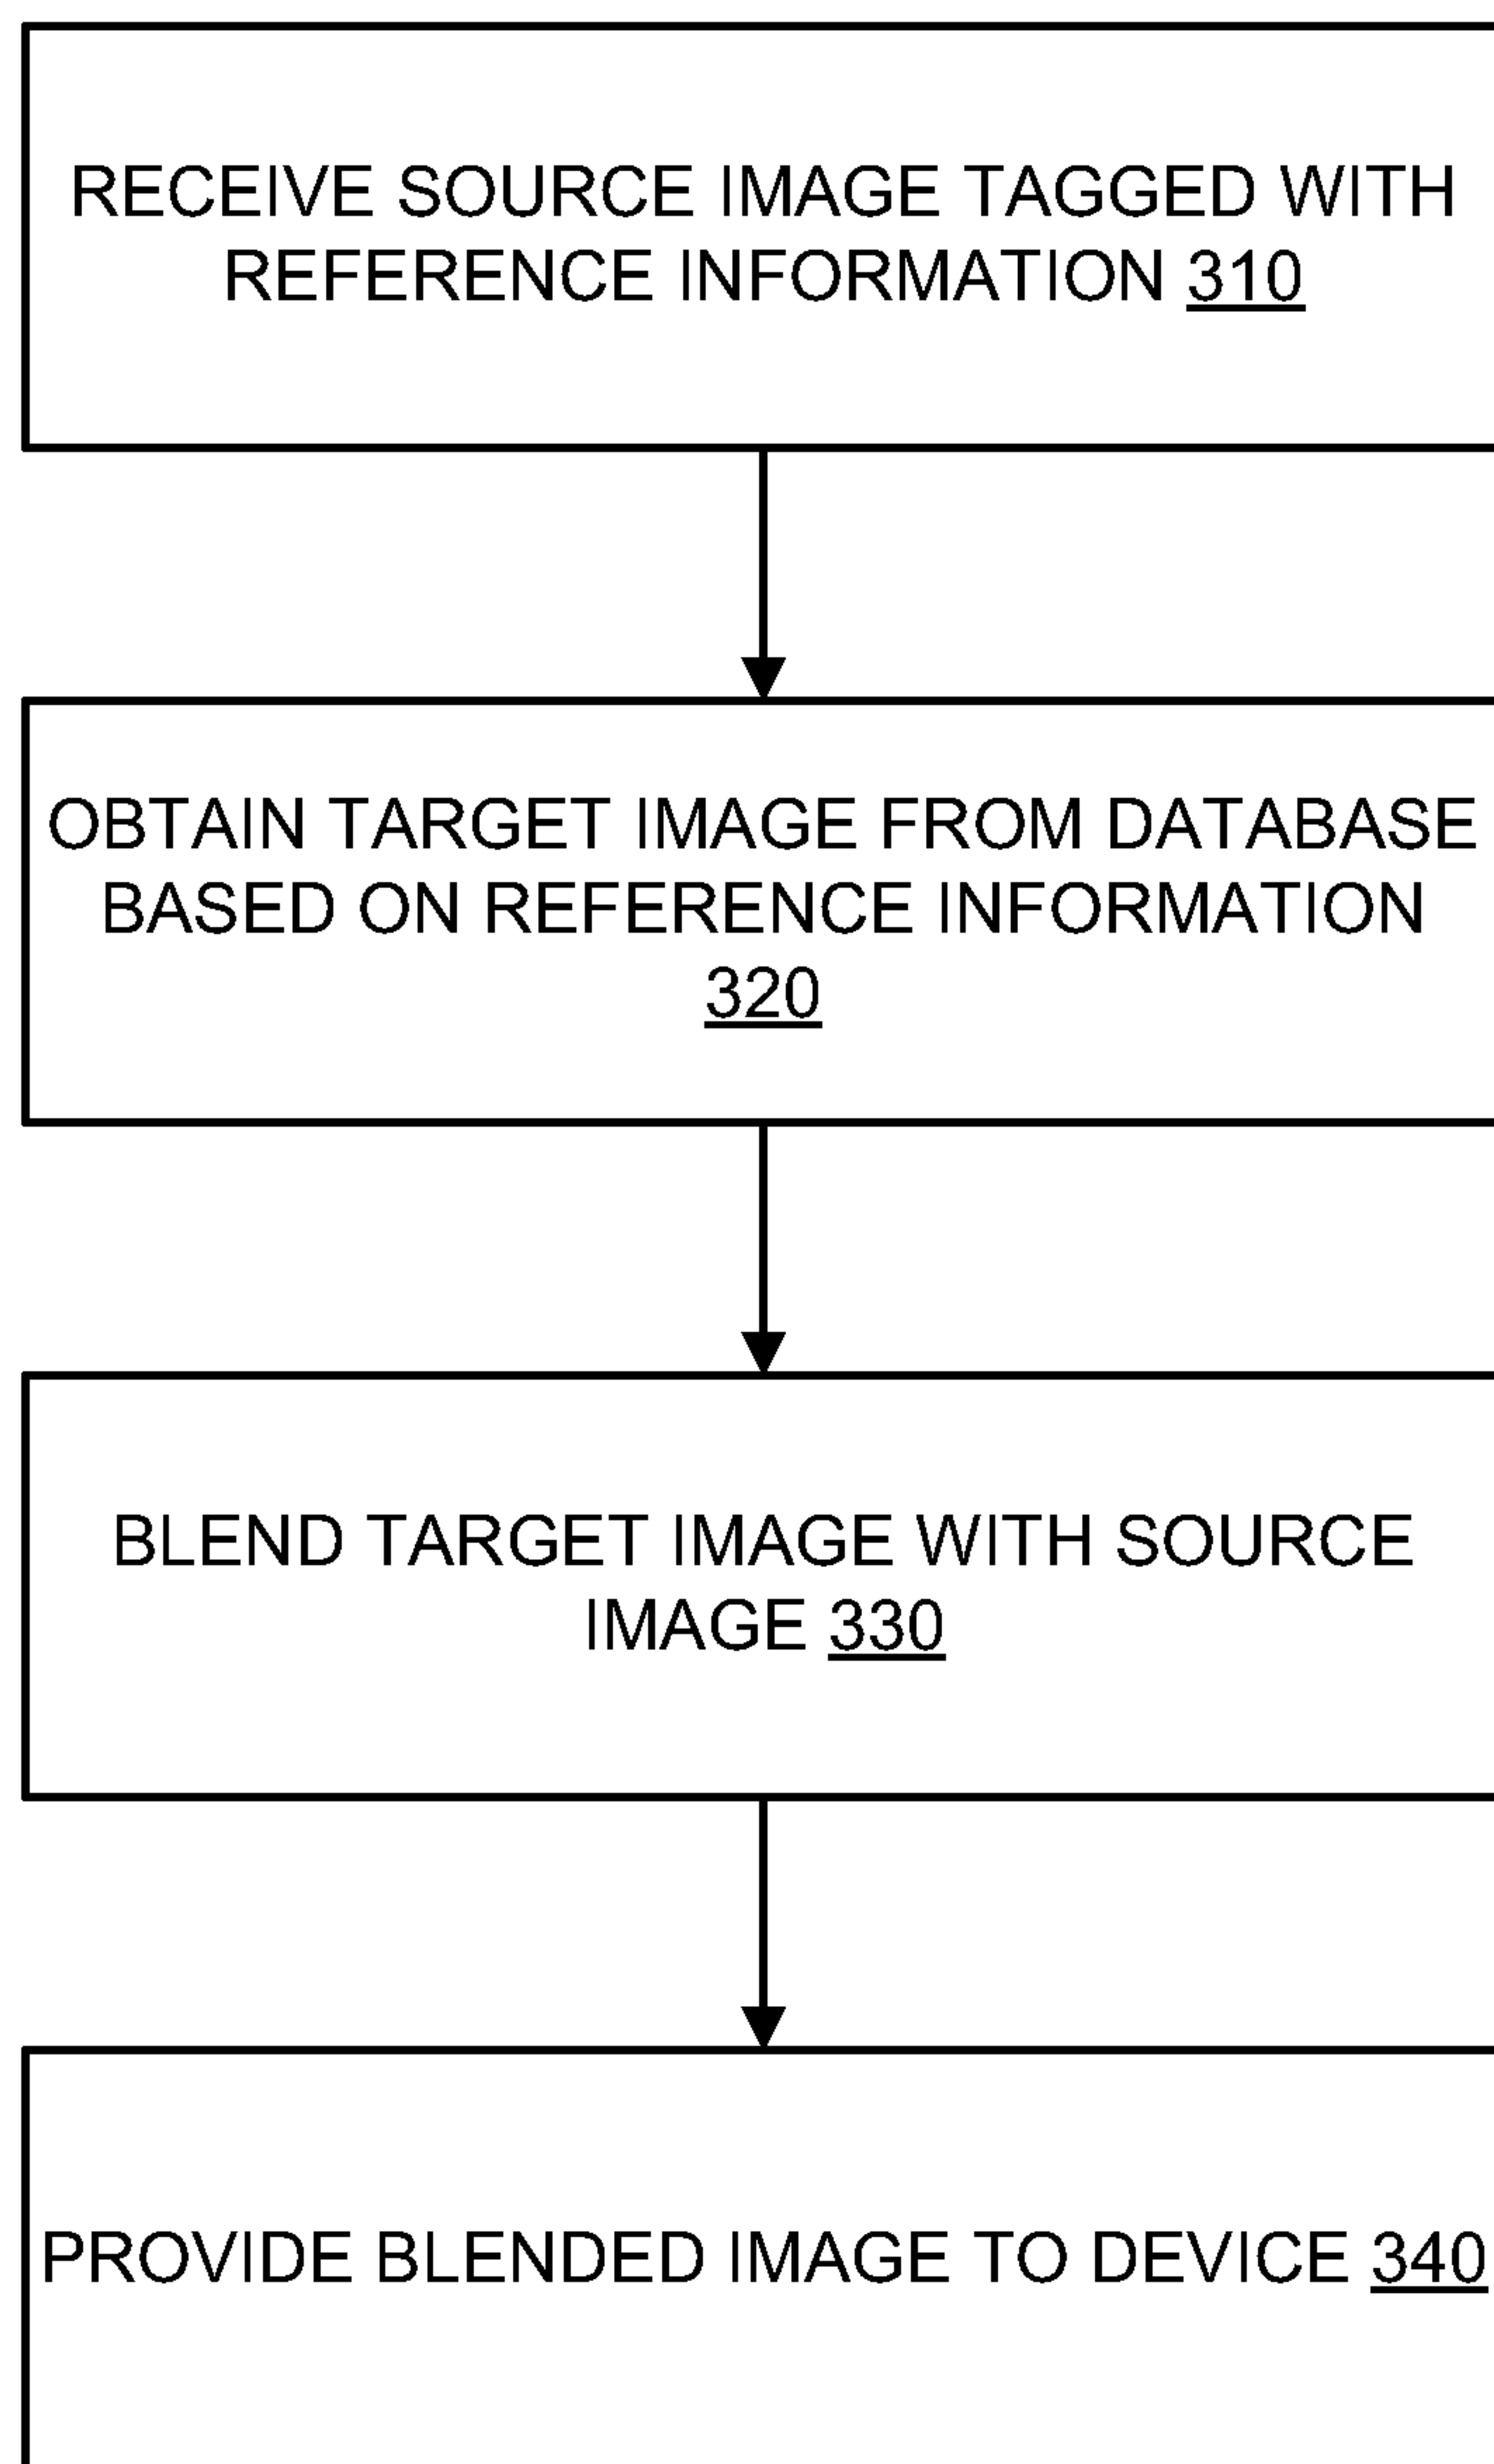 RECEIVE SOURCE IMAGE TAGGED WITH
REFERENCE INFORMATION 310
OBTAIN TARGET IMAGE FROM DATABASE
BASED ON REFERENCE INFORMATION
320
BLEND TARGET IMAGE WITH SOURCE
IMAGE 330
PROVIDE BLENDED IMAGE TO DEVICE 340